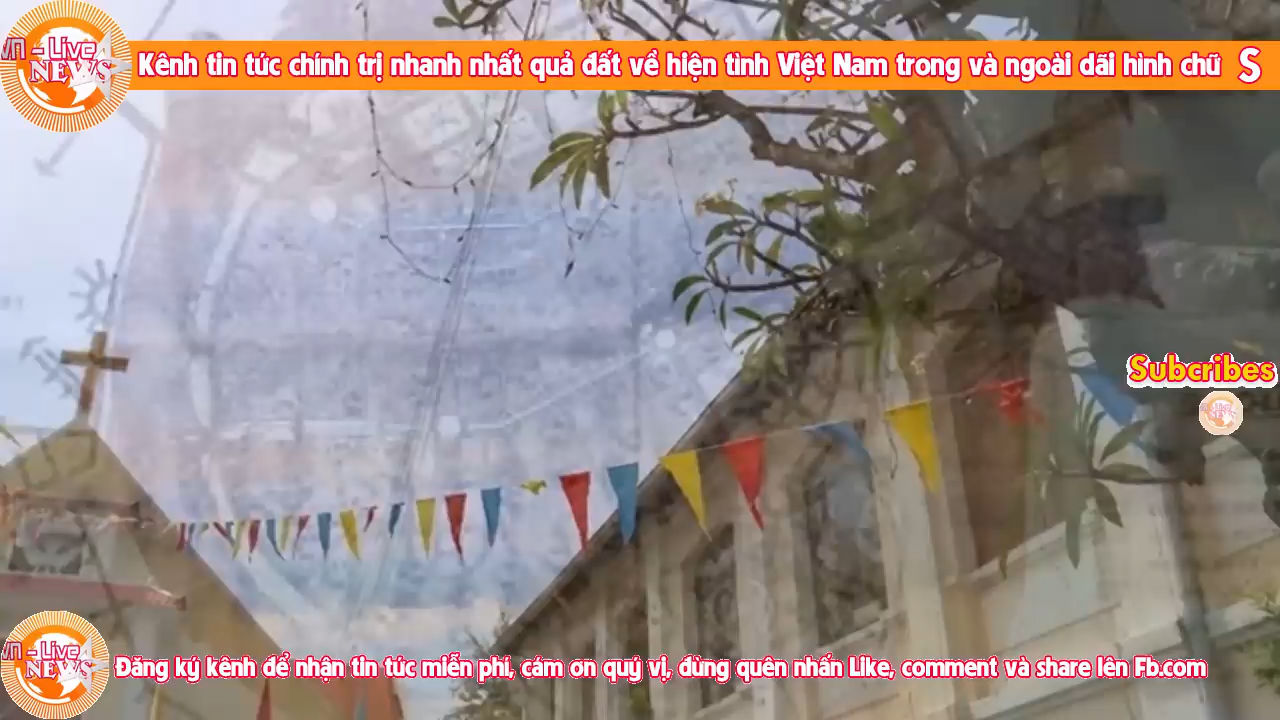 VN - Live
NEWS
Kênh tin tức chính trị nhanh nhất quả đất về hiện tình Việt Nam trong và ngoài dãi hình chữ S
Subcribes
VN - Live
NEWS
Đăng ký kênh để nhận tin tức miễn phí, cám ơn quý vị, đừng quên nhấn Like, comment và share lên Fb.com